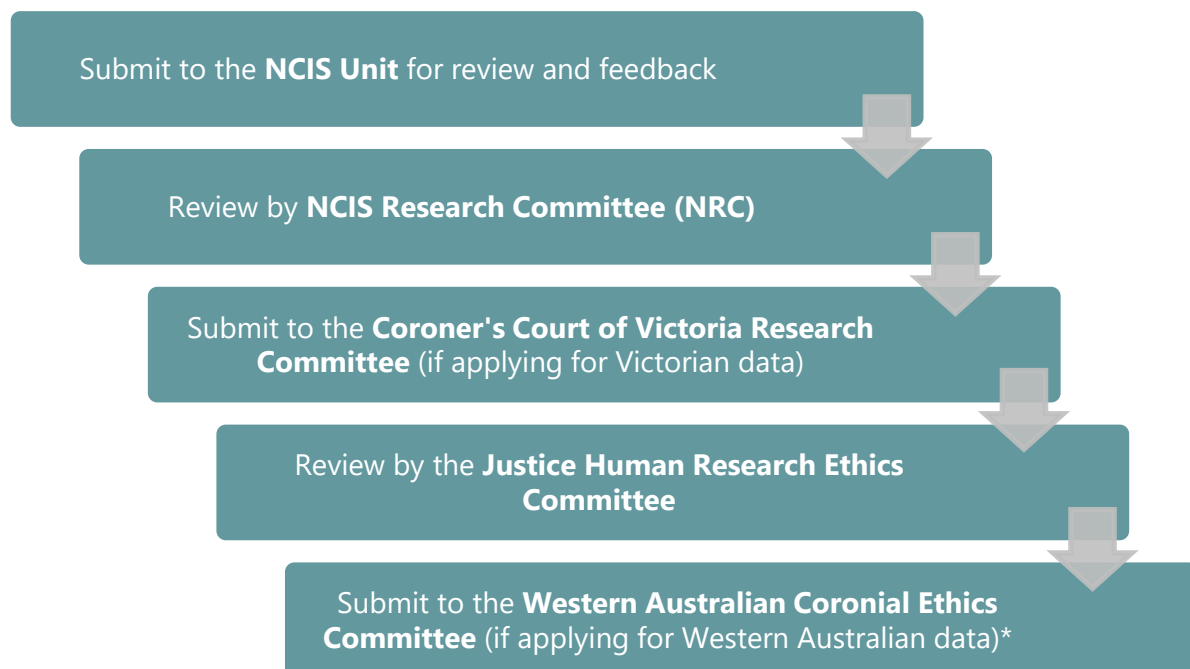 Submit to the NCIS Unit for review and feedback
Review by NCIS Research Committee (NRC)
Submit to the Coroner's Court of Victoria Research
Committee (if applying for Victorian data)
Review by the Justice Human Research Ethics
Committee
Submit to the Western Australian Coronial Ethics
Committee (if applying for Western Australian data)*